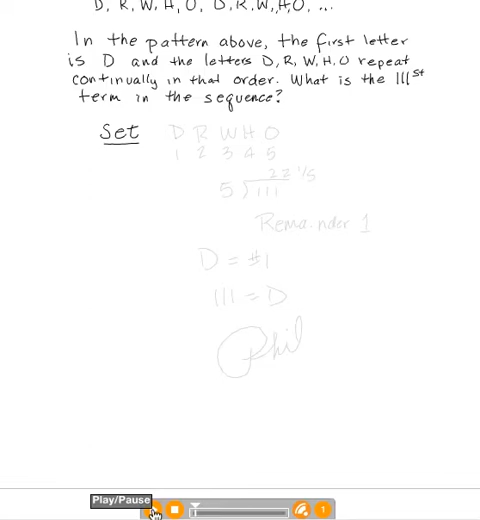 D, R, W, H, O, D, R, W, H, O, ...
In the pattern above, the first letter
is D and the letters D, R, W, H, O repeat
continually in that order. What is the 111st
term in the sequence?
Set D R W H O
1 2 3 4 5
22 1/5
5 111
Remainder 1
D = #1
111 = D
Phil
Play/Pause
1